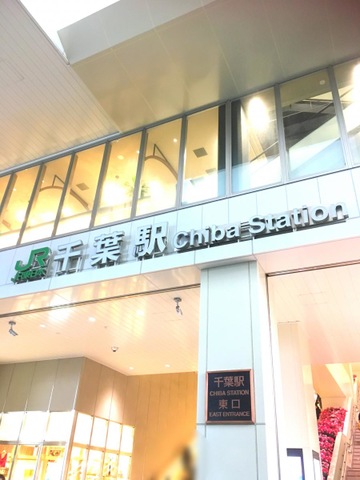 JR 千葉駅 Chiba Station
千葉駅
CHIBA STATION
東口
EAST ENTRANCE